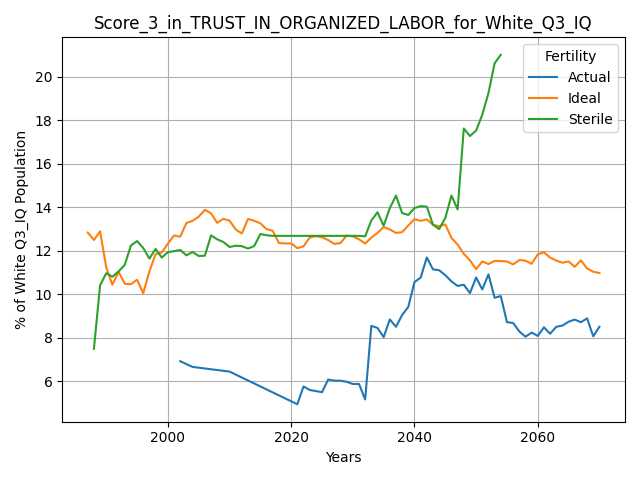 Score_3_in_TRUST_IN_ORGANIZED_LABOR_for_White_Q3_IQ
Fertility
Actual
Ideal
Sterile
% of White Q3_IQ Population
20
18
16
14
12
10
8
6
2000
2020
2040
2060
Years